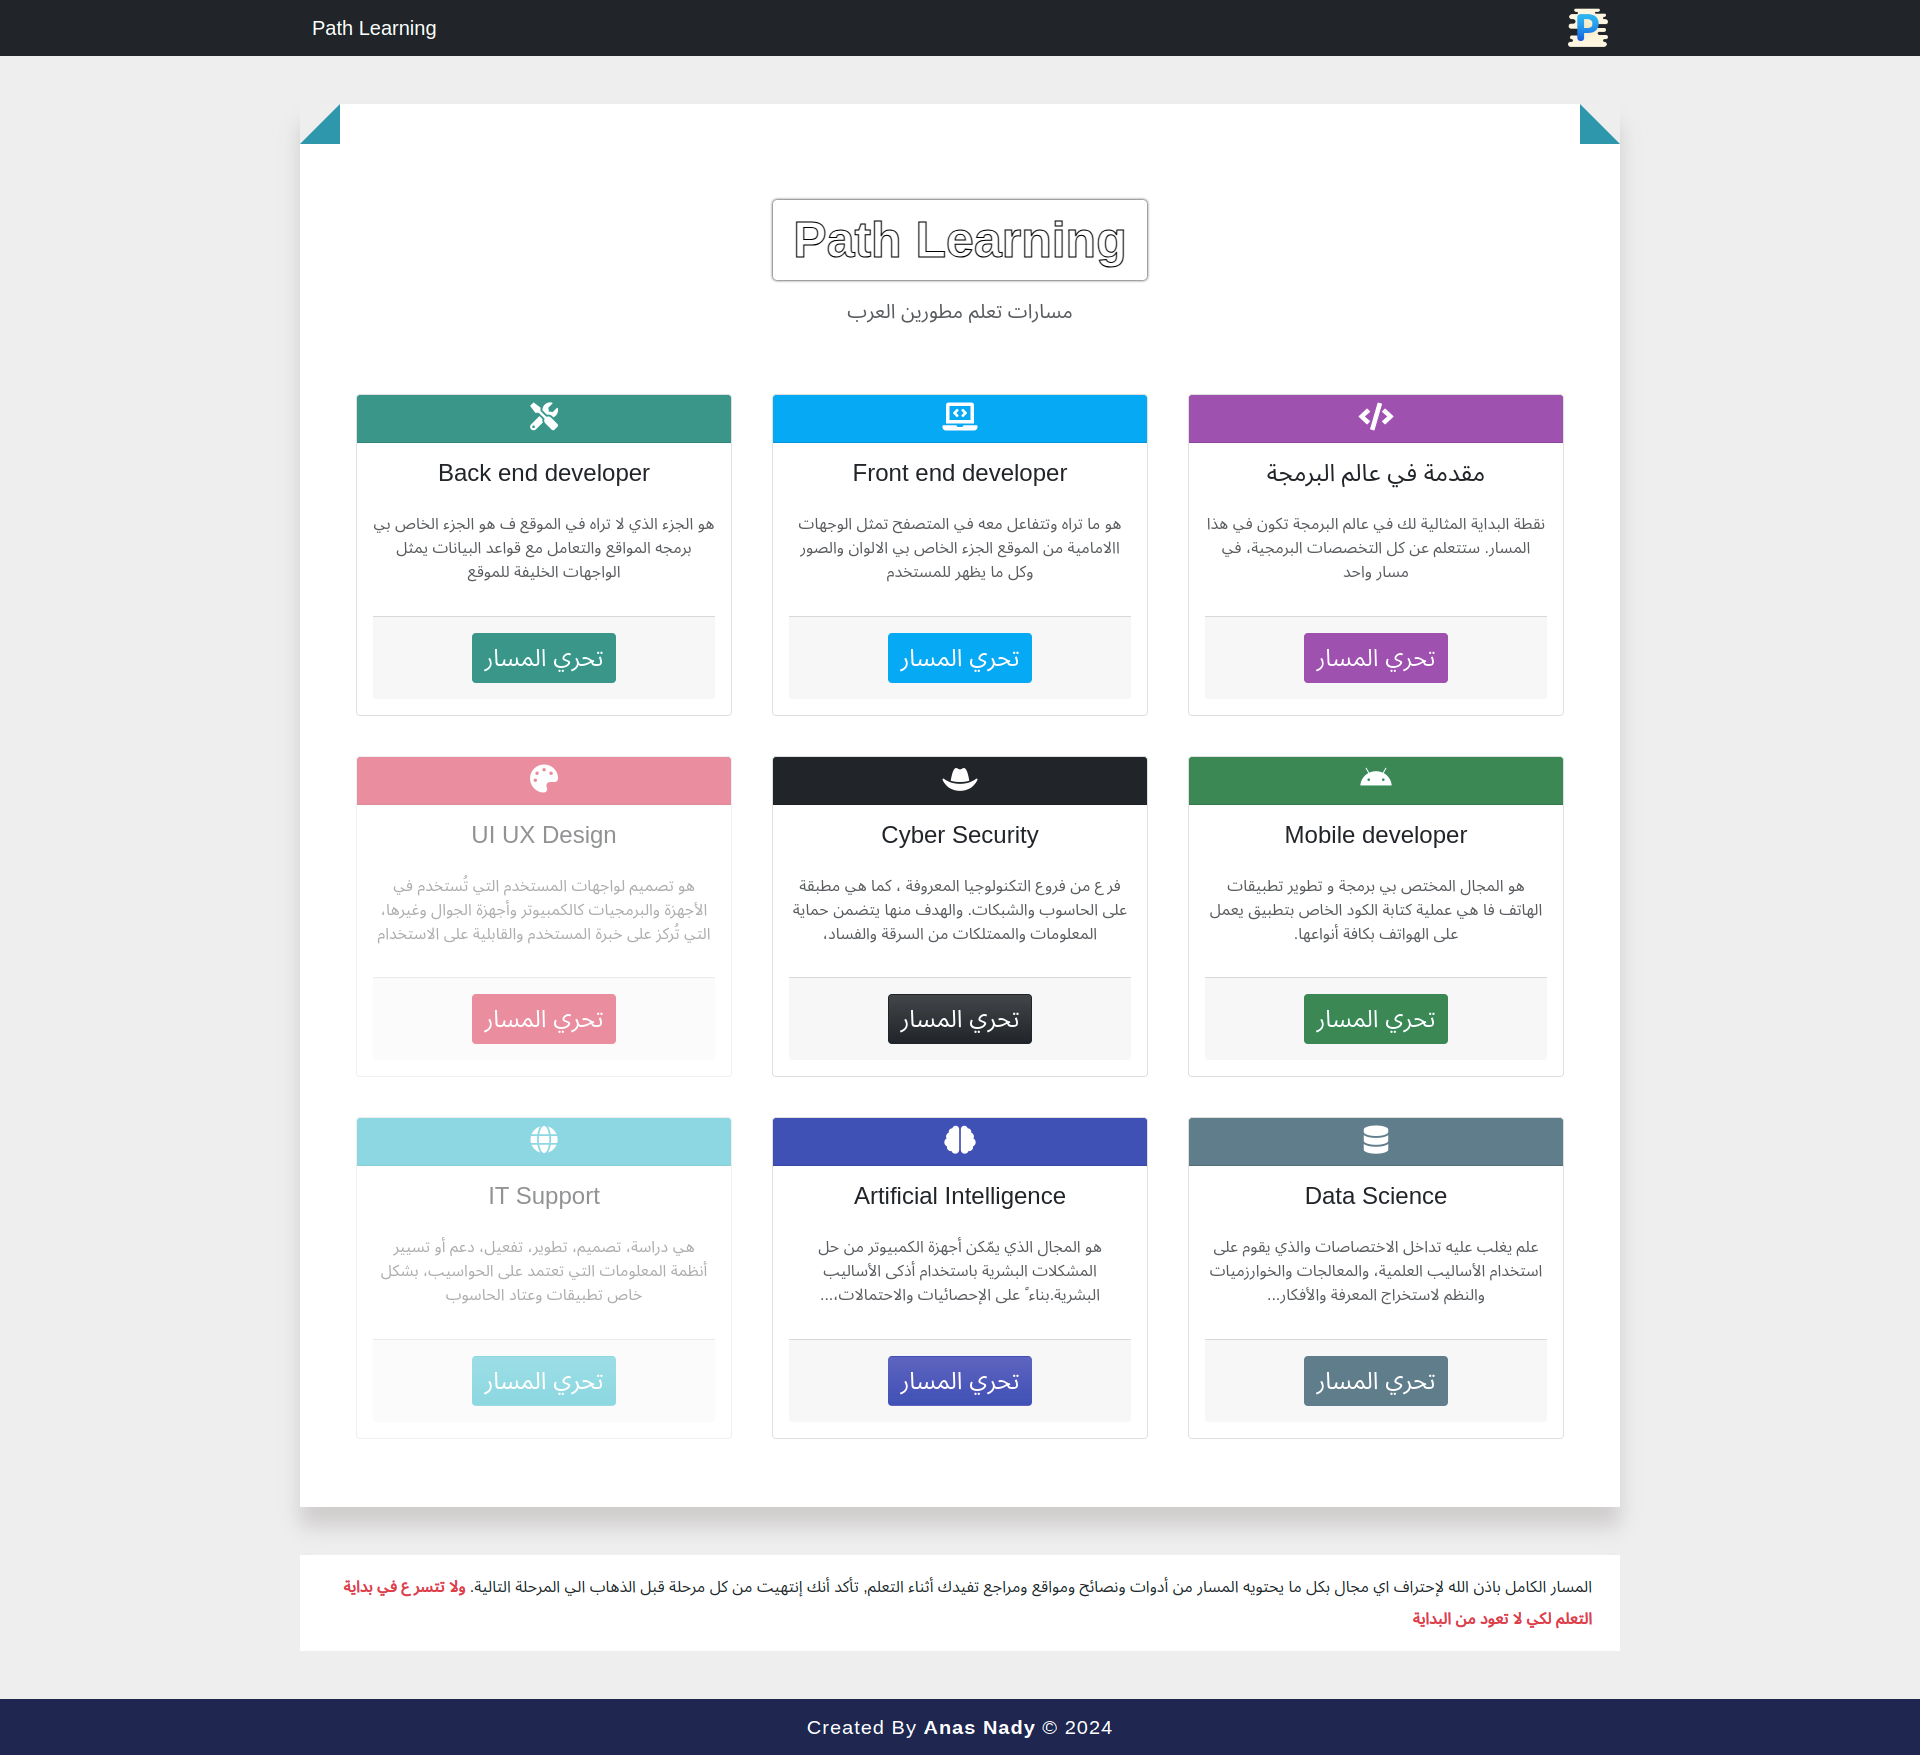 Path Learning
Path Learning
مسارات تعلم مطورين العرب
مقدمة في عالم البرمجة
نقطة البداية المثالية لك في عالم البرمجة تكون في هذا
المسار. ستتعلم عن كل التخصصات البرمجية، في
مسار واحد
تحري المسار
Front end developer
هو ما تراه وتتفاعل معه في المتصفح تمثل الوجهات
االامامية من الموقع الجزء الخاص بي الالوان والصور
وكل ما يظهر للمستخدم
تحري المسار
Back end developer
هو الجزء الذي لا تراه في الموقع ف هو الجزء الخاص بي
برمجه المواقع والتعامل مع قواعد البيانات يمثل
الواجهات الخليفة للموقع
تحري المسار
Mobile developer
هو المجال المختص بي برمجة و تطوير تطبيقات
الهاتف فا هي عملية كتابة الكود الخاص بتطبيق يعمل
على الهواتف بكافة أنواعها.
تحري المسار
Cyber Security
فرع من فروع التكنولوجيا المعروفة ، كما هي مطبقة
على الحاسوب والشبكات. والهدف منها يتضمن حماية
المعلومات والممتلكات من السرقة والفساد،
تحري المسار
UI UX Design
هو تصميم لواجهات المستخدم التي تُستخدم في
الأجهزة والبرمجيات كالكمبيوتر وأجهزة الجوال وغيرها،
التي تُركز على خبرة المستخدم والقابلية على الاستخدام
تحري المسار
Data Science
علم يغلب عليه تداخل الاختصاصات والذي يقوم على
استخدام الأساليب العلمية، والمعالجات والخوارزميات
والنظم لاستخراج المعرفة والأفكار...
تحري المسار
Artificial Intelligence
هو المجال الذي يمّكن أجهزة الكمبيوتر من حل
المشكلات البشرية باستخدام أذكى الأساليب
البشرية.بناء ً على الإحصائيات والاحتمالات،...
تحري المسار
IT Support
هي دراسة، تصميم، تطوير، تفعيل، دعم أو تسيير
أنظمة المعلومات التي تعتمد على الحواسيب، بشكل
خاص تطبيقات وعتاد الحاسوب
تحري المسار
المسار الكامل باذن الله لإحتراف اي مجال بكل ما يحتويه المسار من أدوات ونصائح ومواقع ومراجع تفيدك أثناء التعلم, تأكد أنك إنتهيت من كل مرحلة قبل الذهاب الي المرحلة التالية. ولا تتسرع في بداية
التعلم لكي لا تعود من البداية
Created By Anas Nady © 2024